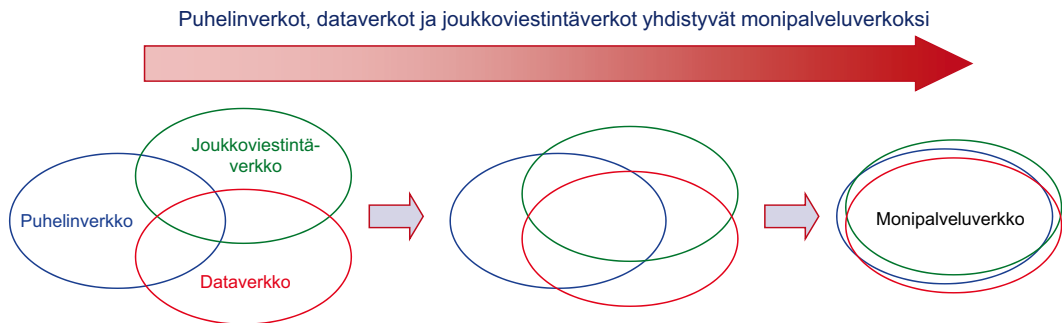 Puhelinverkot, dataverkot ja joukkoviestintäverkot yhdistyvät monipalveluverkoksi
Joukkoviestintä-
verkko
Puhelinverkko
Dataverkko
Monipalveluverkko